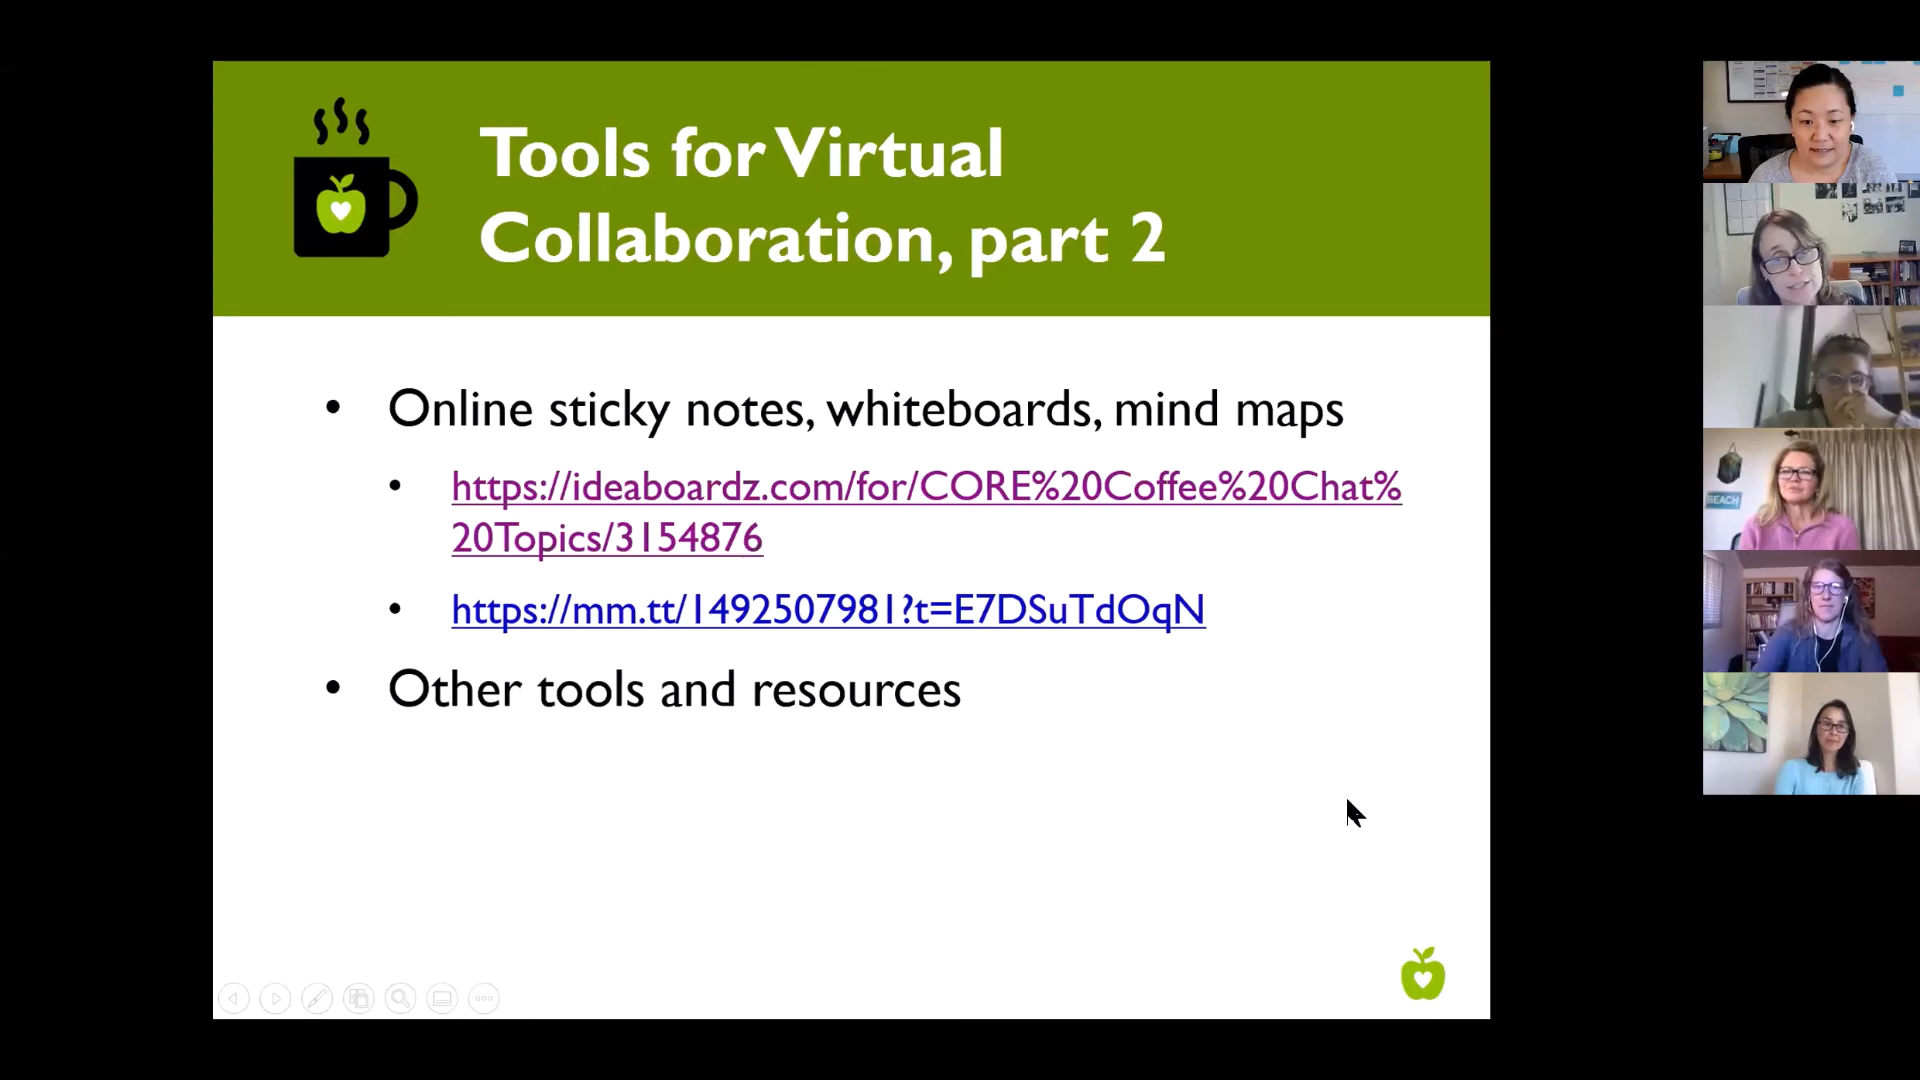 Tools for Virtual
Collaboration, part 2
• Online sticky notes, whiteboards, mind maps
• https://ideaboardz.com/for/CORE%20Coffee%20Chat%
20Topics/3154876
• https://mm.tt/1492507981?t=E7DSuTdOqN
• Other tools and resources
BEACH